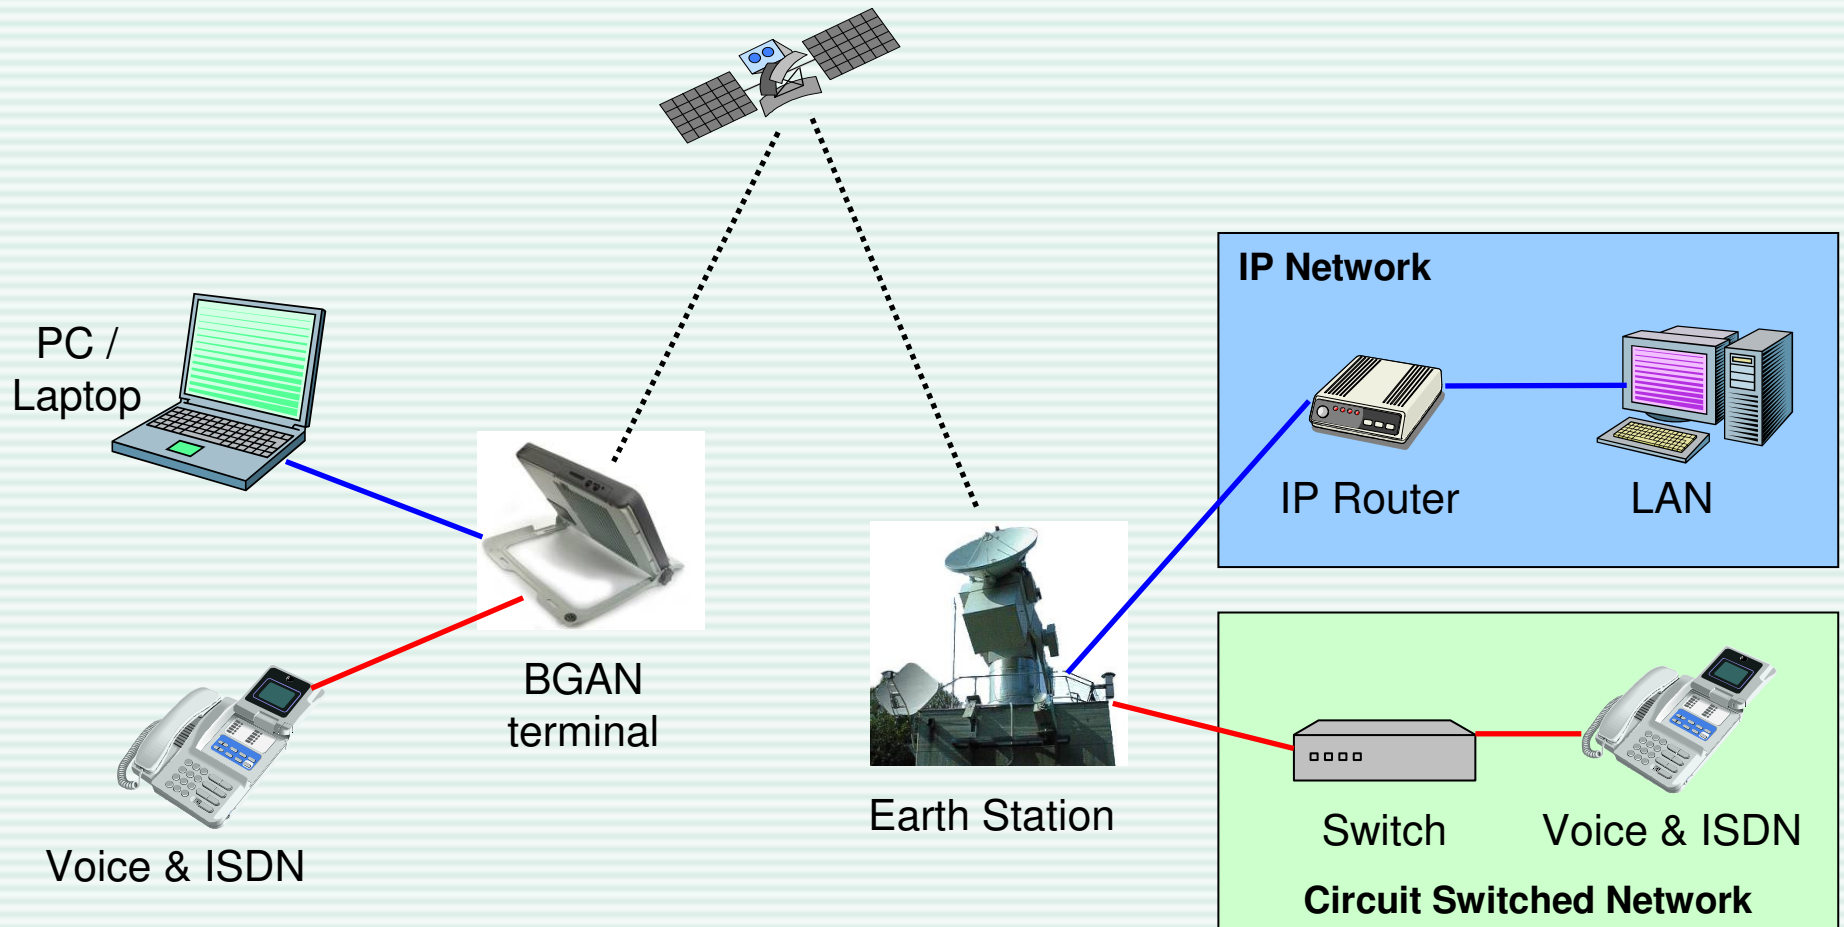 IP Network
PC /
Laptop
IP Router
LAN
BGAN
terminal
Earth Station
Switch
Voice & ISDN
Voice & ISDN
Circuit Switched Network